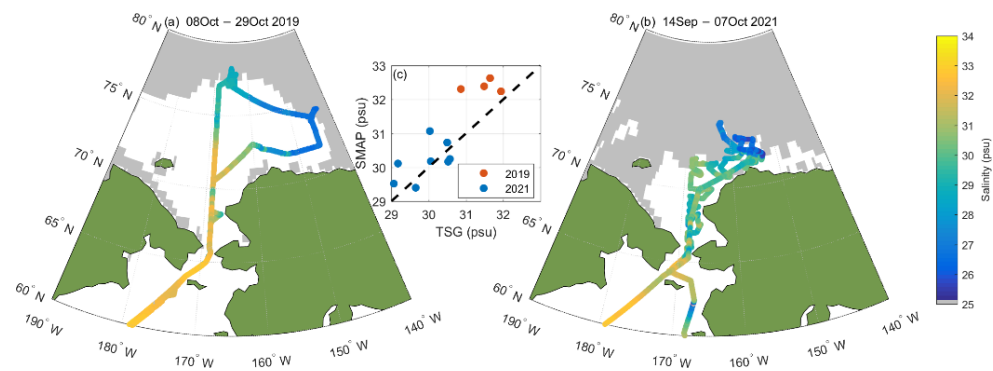 (a) 08Oct – 29Oct 2019
80° N
75° N
70° N
65° N
60° N
190° W
180° W
170° W
160° W
150° W
140° W
(c)
33
32
31
30
29
SMAP (psu)
29 30 31 32
TSG (psu)
2019
2021
(b) 14Sep – 07Oct 2021
80° N
75° N
70° N
65° N
60° N
190° W
180° W
170° W
160° W
150° W
140° W
34
33
32
31
30
29
28
27
26
25
Salinity (psu)